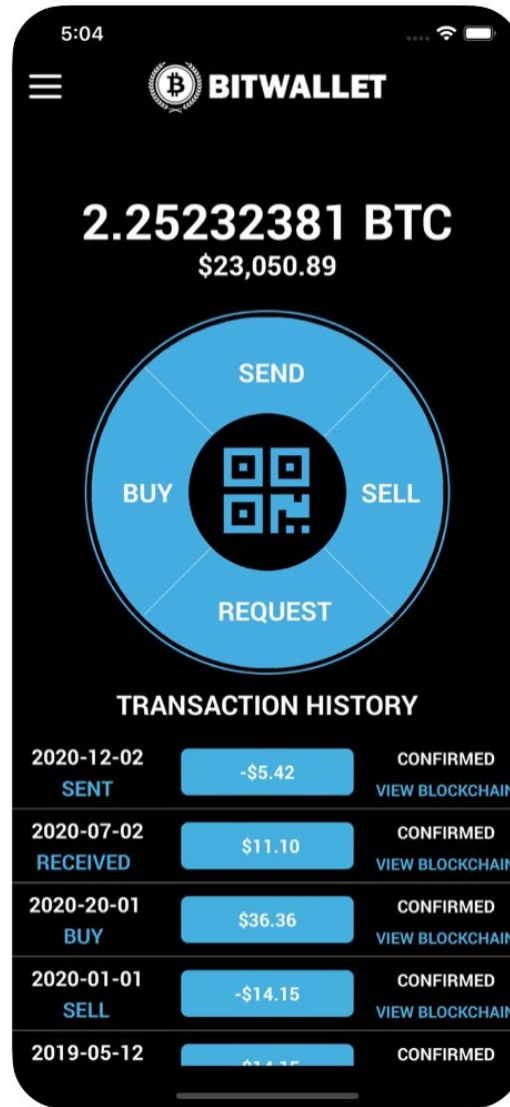 5:04
BITWALLET
2.25232381 BTC
$23,050.89
SEND
BUY
SELL
REQUEST
TRANSACTION HISTORY
2020-12-02 -$5.42 CONFIRMED
SENT VIEW BLOCKCHAIN
2020-07-02 $11.10 CONFIRMED
RECEIVED VIEW BLOCKCHAIN
2020-20-01 $36.36 CONFIRMED
BUY VIEW BLOCKCHAIN
2020-01-01 -$14.15 CONFIRMED
SELL VIEW BLOCKCHAIN
2019-05-12 CONFIRMED